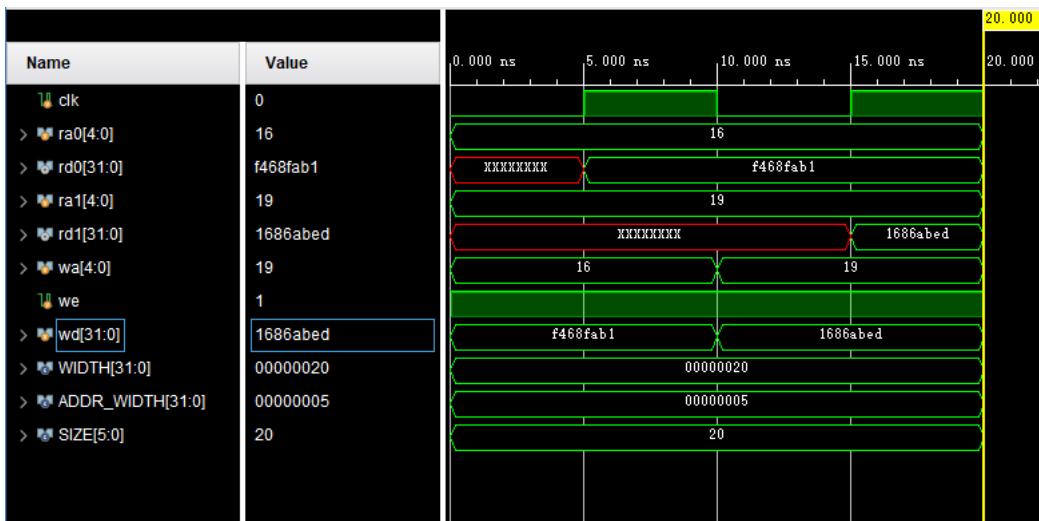 20.000
Name Value 0.000 ns 5.000 ns 10.000 ns 15.000 ns 20.000
clk 0
ra0[4:0] 16 16
rd0[31:0] f468fab1 XXXXXXXX f468fab1
ra1[4:0] 19 19
rd1[31:0] 1686abed XXXXXXXX 1686abed
wa[4:0] 19 16 19
we 1
wd[31:0] 1686abed f468fab1 1686abed
WIDTH[31:0] 00000020 00000020
ADDR_WIDTH[31:0] 00000005 00000005
SIZE[5:0] 20 20